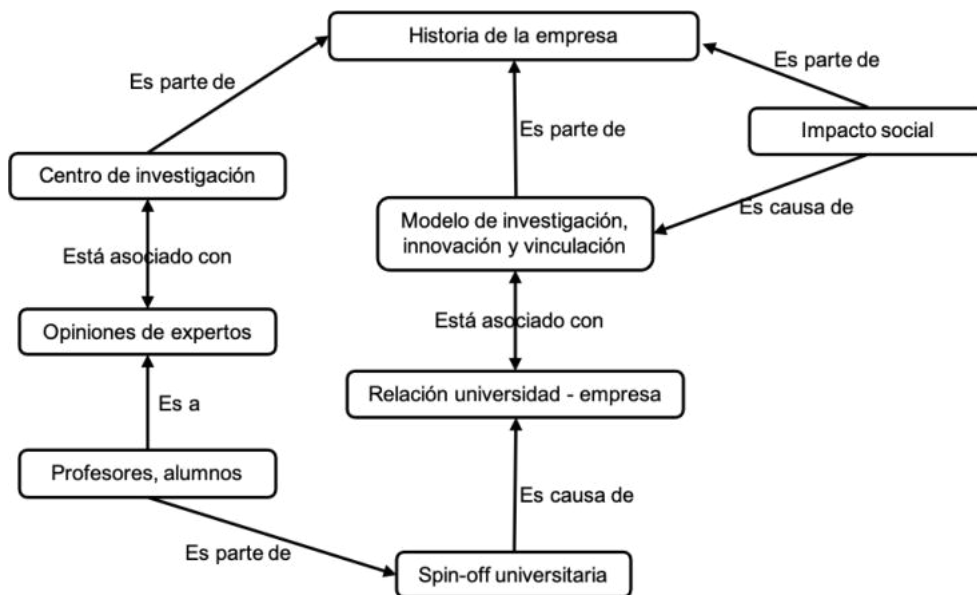 Historia de la empresa
Es parte de
Es parte de
Es parte de
Impacto social
Centro de investigación
Modelo de investigación,
innovación y vinculación
Es causa de
Está asociado con
Está asociado con
Opiniones de expertos
Relación universidad - empresa
Es a
Profesores, alumnos
Es causa de
Es parte de
Spin-off universitaria